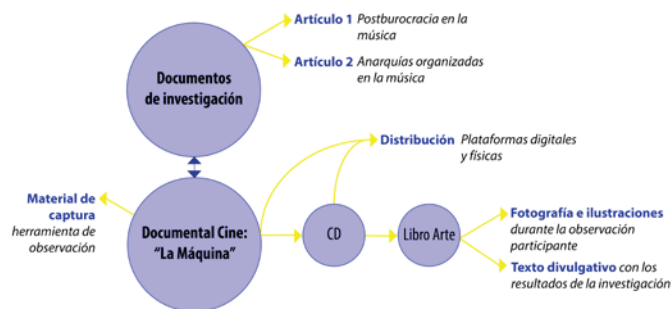 Artículo 1 Postburocracia en la
música
Artículo 2 Anarquías organizadas
en la música
Documentos
de investigación
Distribución Plataformas digitales
y físicas
Material de
captura
herramienta de
observación
Documental Cine:
“La Máquina”
CD
Libro Arte
Fotografía e ilustraciones
durante la observación
participante
Texto divulgativo con los
resultados de la investigación